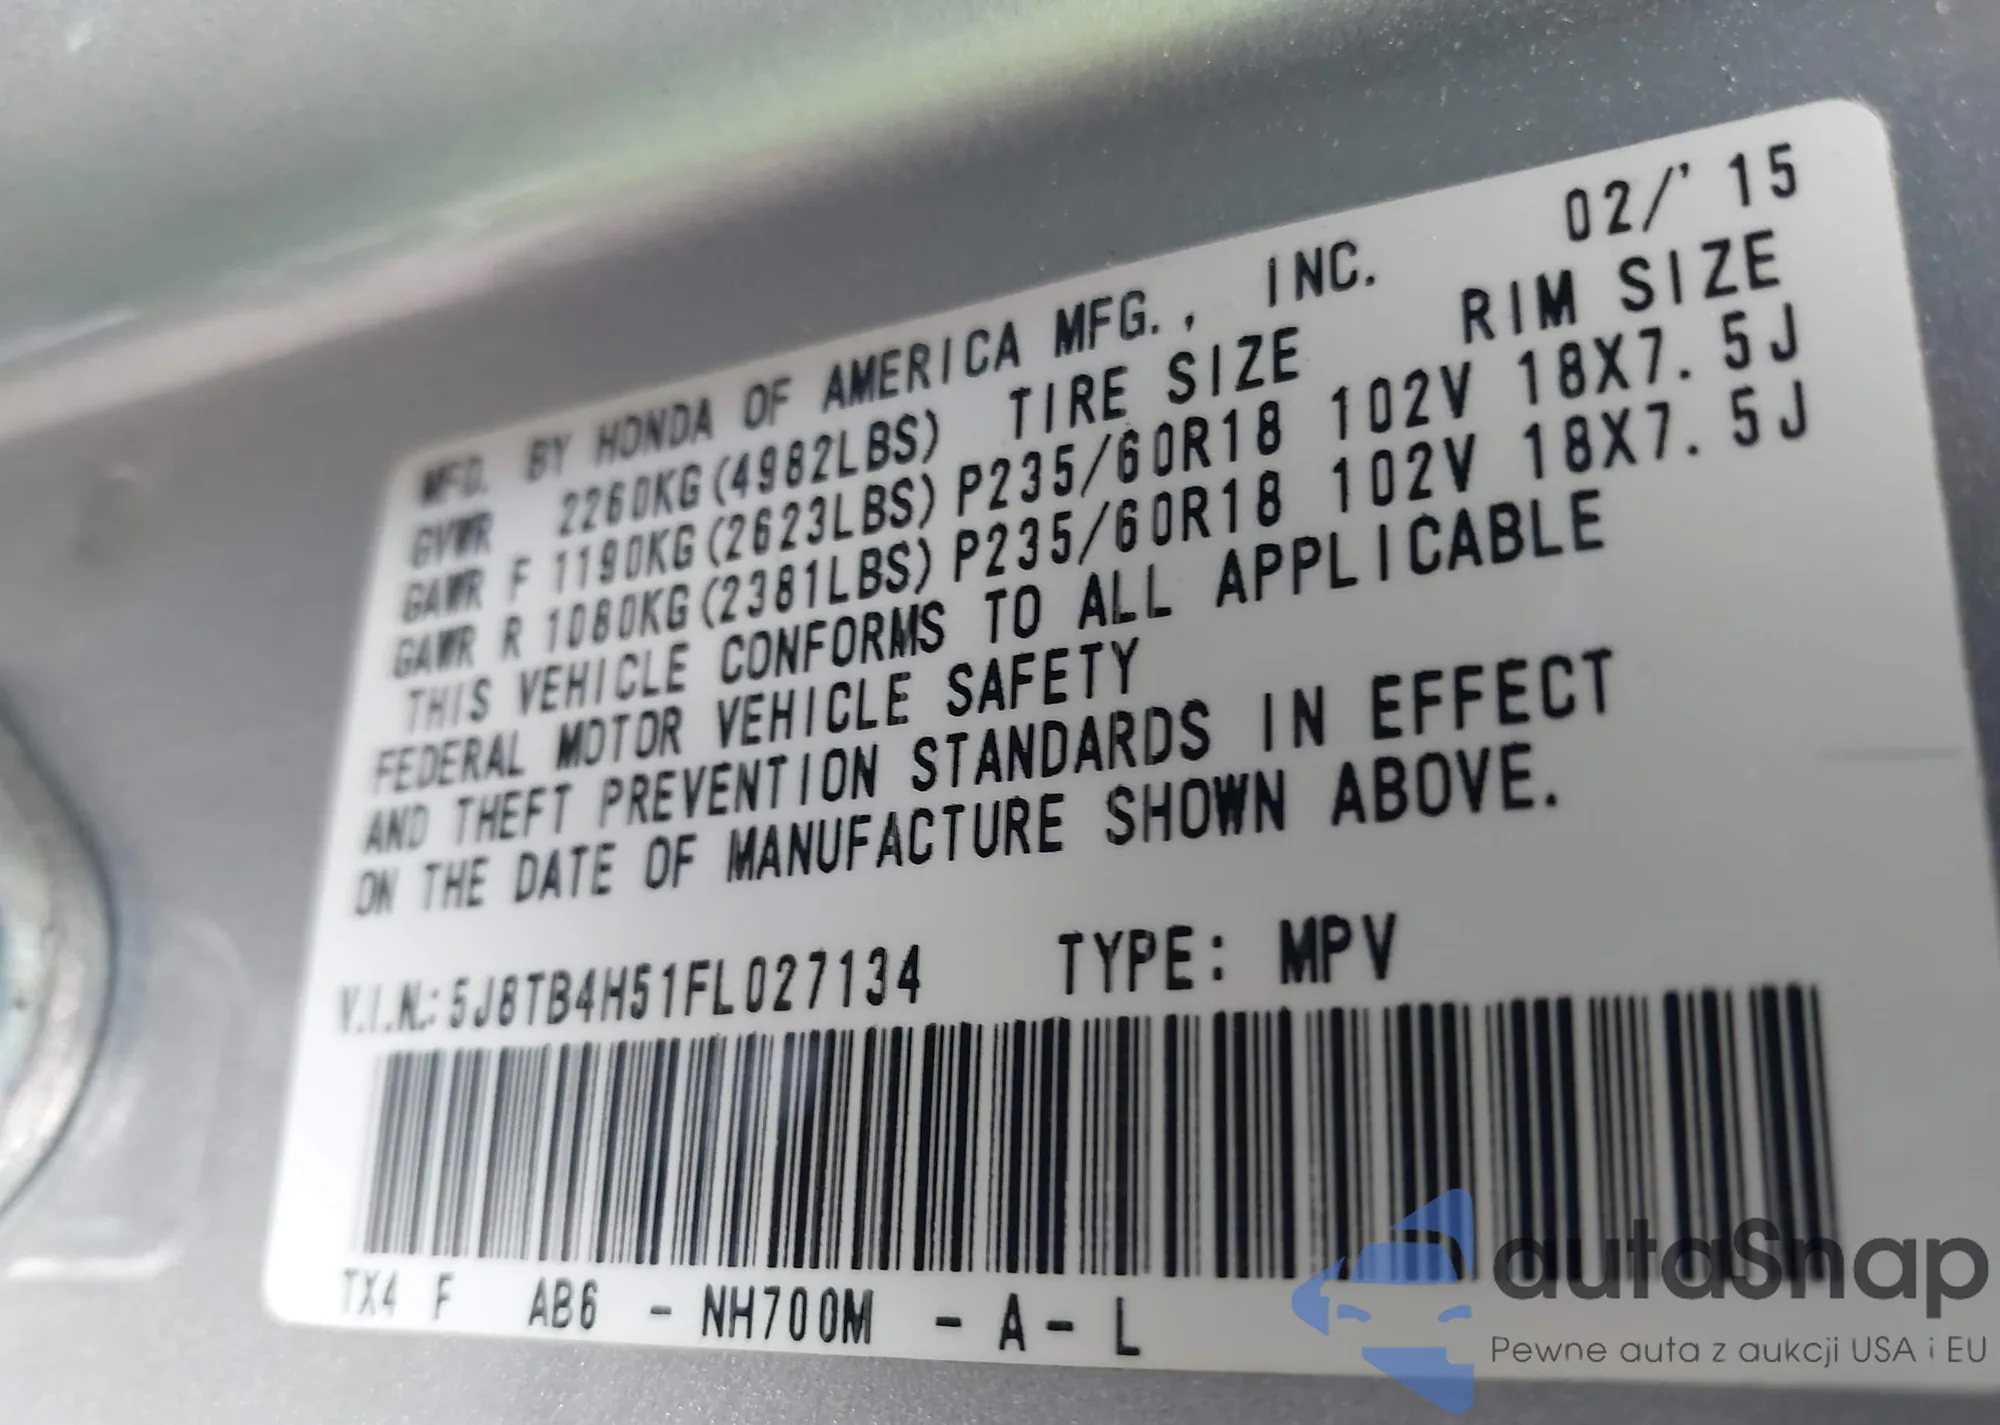 MFD. BY HONDA OF AMERICA MFG., INC. 02/'15
GVWR 2260KG(4982LBS) TIRE SIZE RIM SIZE
GAWR F 1190KG(2623LBS) P235/60R18 102V 18X7.5J
GAWR R 1080KG(2381LBS) P235/60R18 102V 18X7.5J
THIS VEHICLE CONFORMS TO ALL APPLICABLE
FEDERAL MOTOR VEHICLE SAFETY
AND THEFT PREVENTION STANDARDS IN EFFECT
ON THE DATE OF MANUFACTURE SHOWN ABOVE.
V.I.N.: 5J8TB4H51FL027134 TYPE: MPV
TX4 F AB6 - NH700M - A - L
autaSnap
Pewne auta z aukcji USA i EU